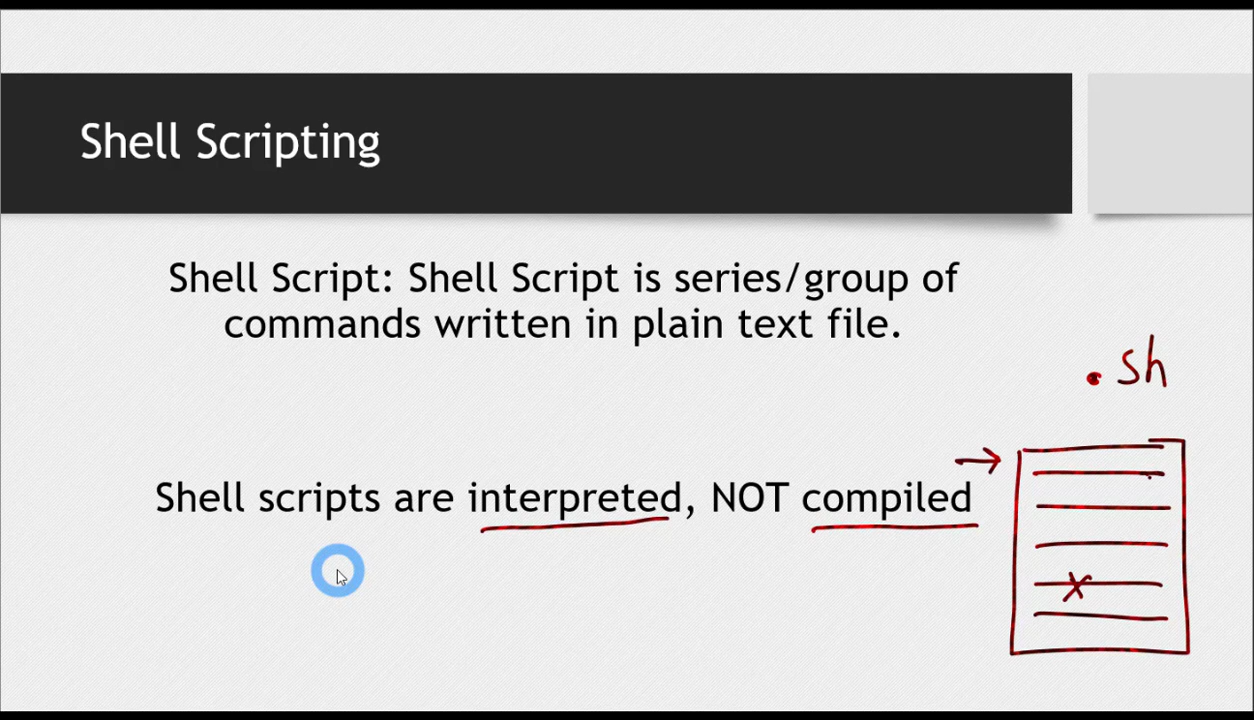 Shell Scripting
Shell Script: Shell Script is series/group of
commands written in plain text file.
.sh
Shell scripts are interpreted, NOT compiled